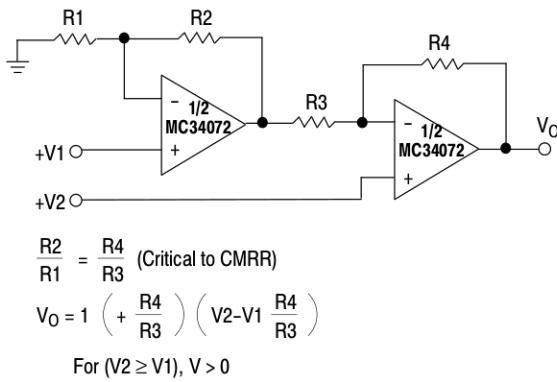 R1 R2
R3
R4
−
1/2
MC34072
+
−
1/2
MC34072
+
+V1
+V2
VO
R2/R1 = R4/R3 (Critical to CMRR)
VO = 1 ( + R4/R3 ) ( V2−V1 R4/R3 )
For (V2 ≥ V1), V > 0